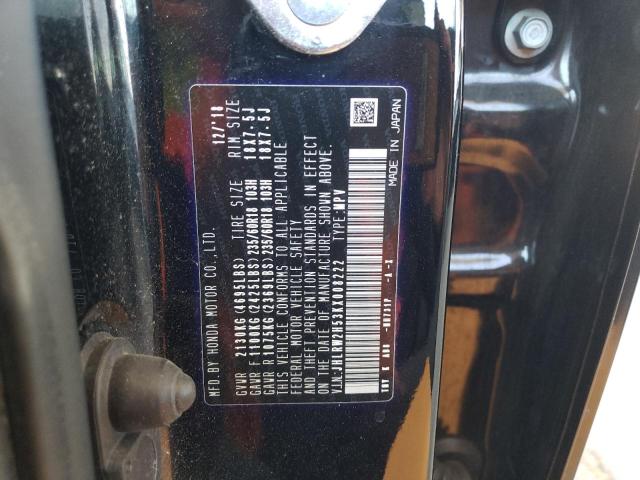 MFD. BY HONDA MOTOR CO., LTD. 12/'18
TIRE SIZE RIM SIZE
GVWR 2130KG (4695LBS)
GAWR F 1100KG (2425LBS) 235/60R18 103H 18X7.5J
GAWR R 1075KG (2369LBS) 235/60R18 103H 18X7.5J
THIS VEHICLE CONFORMS TO ALL APPLICABLE
FEDERAL MOTOR VEHICLE SAFETY
AND THEFT PREVENTION STANDARDS IN EFFECT
ON THE DATE OF MANUFACTURE SHOWN ABOVE.
V.I.N: TYPE: MPV
-A-I
MADE IN JAPAN